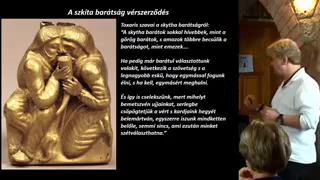 A szkíta barátság vérszerződés
Toxaris szavai a skytha barátságról:
"A skytha barátok sokkal hívebbek, mint a
görög barátok, s amazok többre becsülik a
barátságot, mint emezek...
Ha pedig már barátul választottunk
valakit, következik a szövetség s a
legnagyobb eskü, hogy egymással fogunk
élni, s ha kell, egymásért meghalni.
És így is cselekszünk, mert mihelyt
bemetszvén ujjainkat, serlegbe
csöpögtetjük a vért s kardjaink hegyét
belemártván, egyszerre iszunk mindketten
belőle, semmi sincs, ami ezután minket
szétválaszthatna."